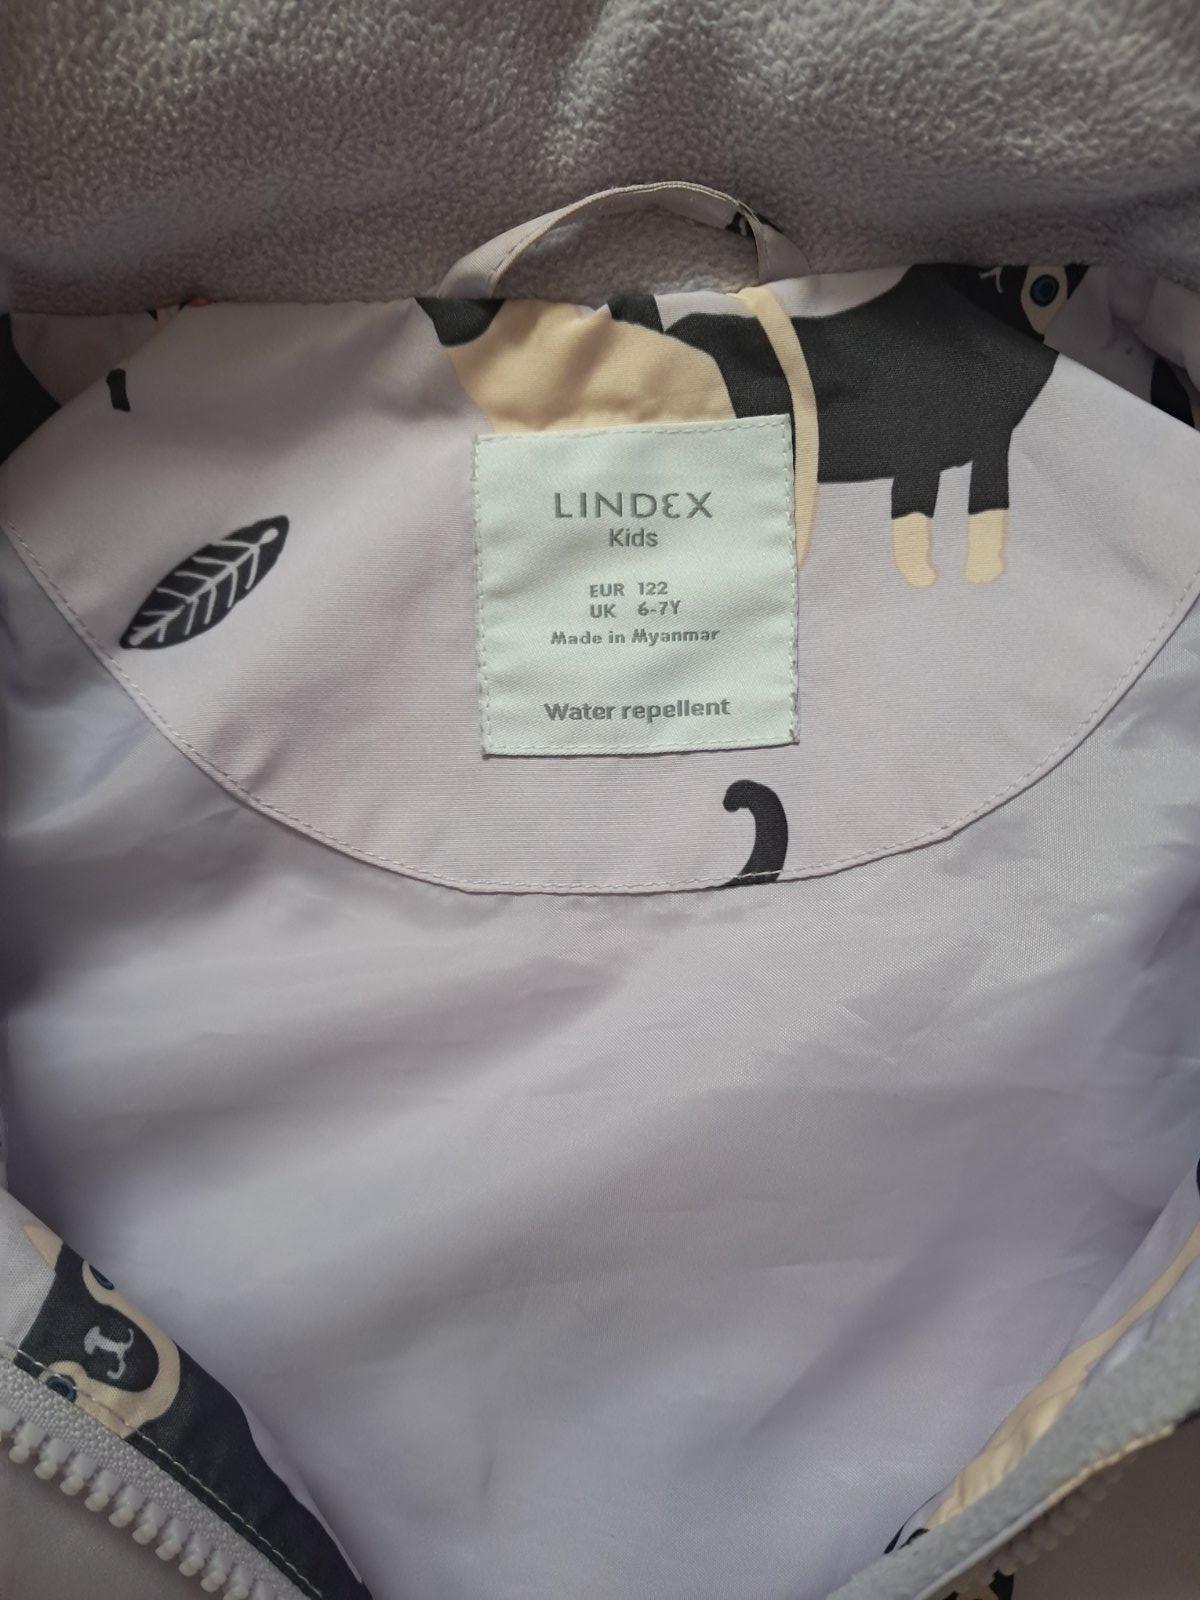 LINDEX
Kids
EUR 122
UK 6-7Y
Made in Myanmar
Water repellent